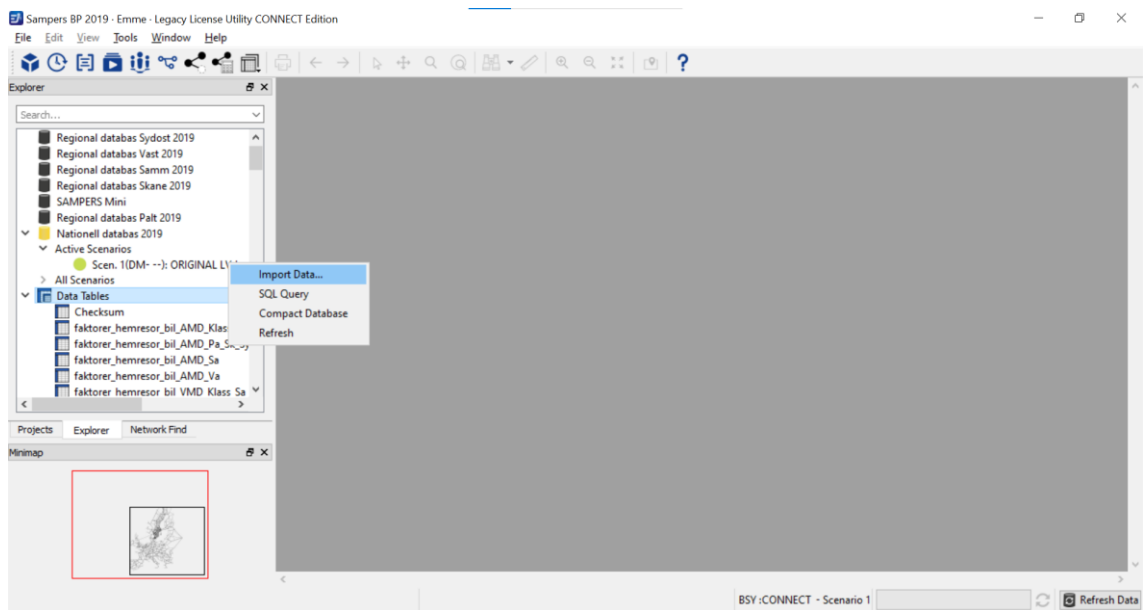 Sampers BP 2019 - Emme - Legacy License Utility CONNECT Edition
File Edit View Tools Window Help
Explorer
Search...
Regional databas Sydost 2019
Regional databas Vast 2019
Regional databas Samm 2019
Regional databas Skane 2019
SAMPERS Mini
Regional databas Palt 2019
Nationell databas 2019
Active Scenarios
Scen. 1(DM- --): ORIGINAL
All Scenarios
Data Tables
Checksum
faktorer_hemresor_bil_AMD_Klas
faktorer_hemresor_bil_AMD_Pa_
faktorer_hemresor_bil_AMD_Sa
faktorer_hemresor_bil_AMD_Va
faktorer_hemresor_bil_VMD_Klass_Sa
Import Data...
SQL Query
Compact Database
Refresh
Projects Explorer Network Find
Minimap
BSY :CONNECT - Scenario 1
Refresh Data